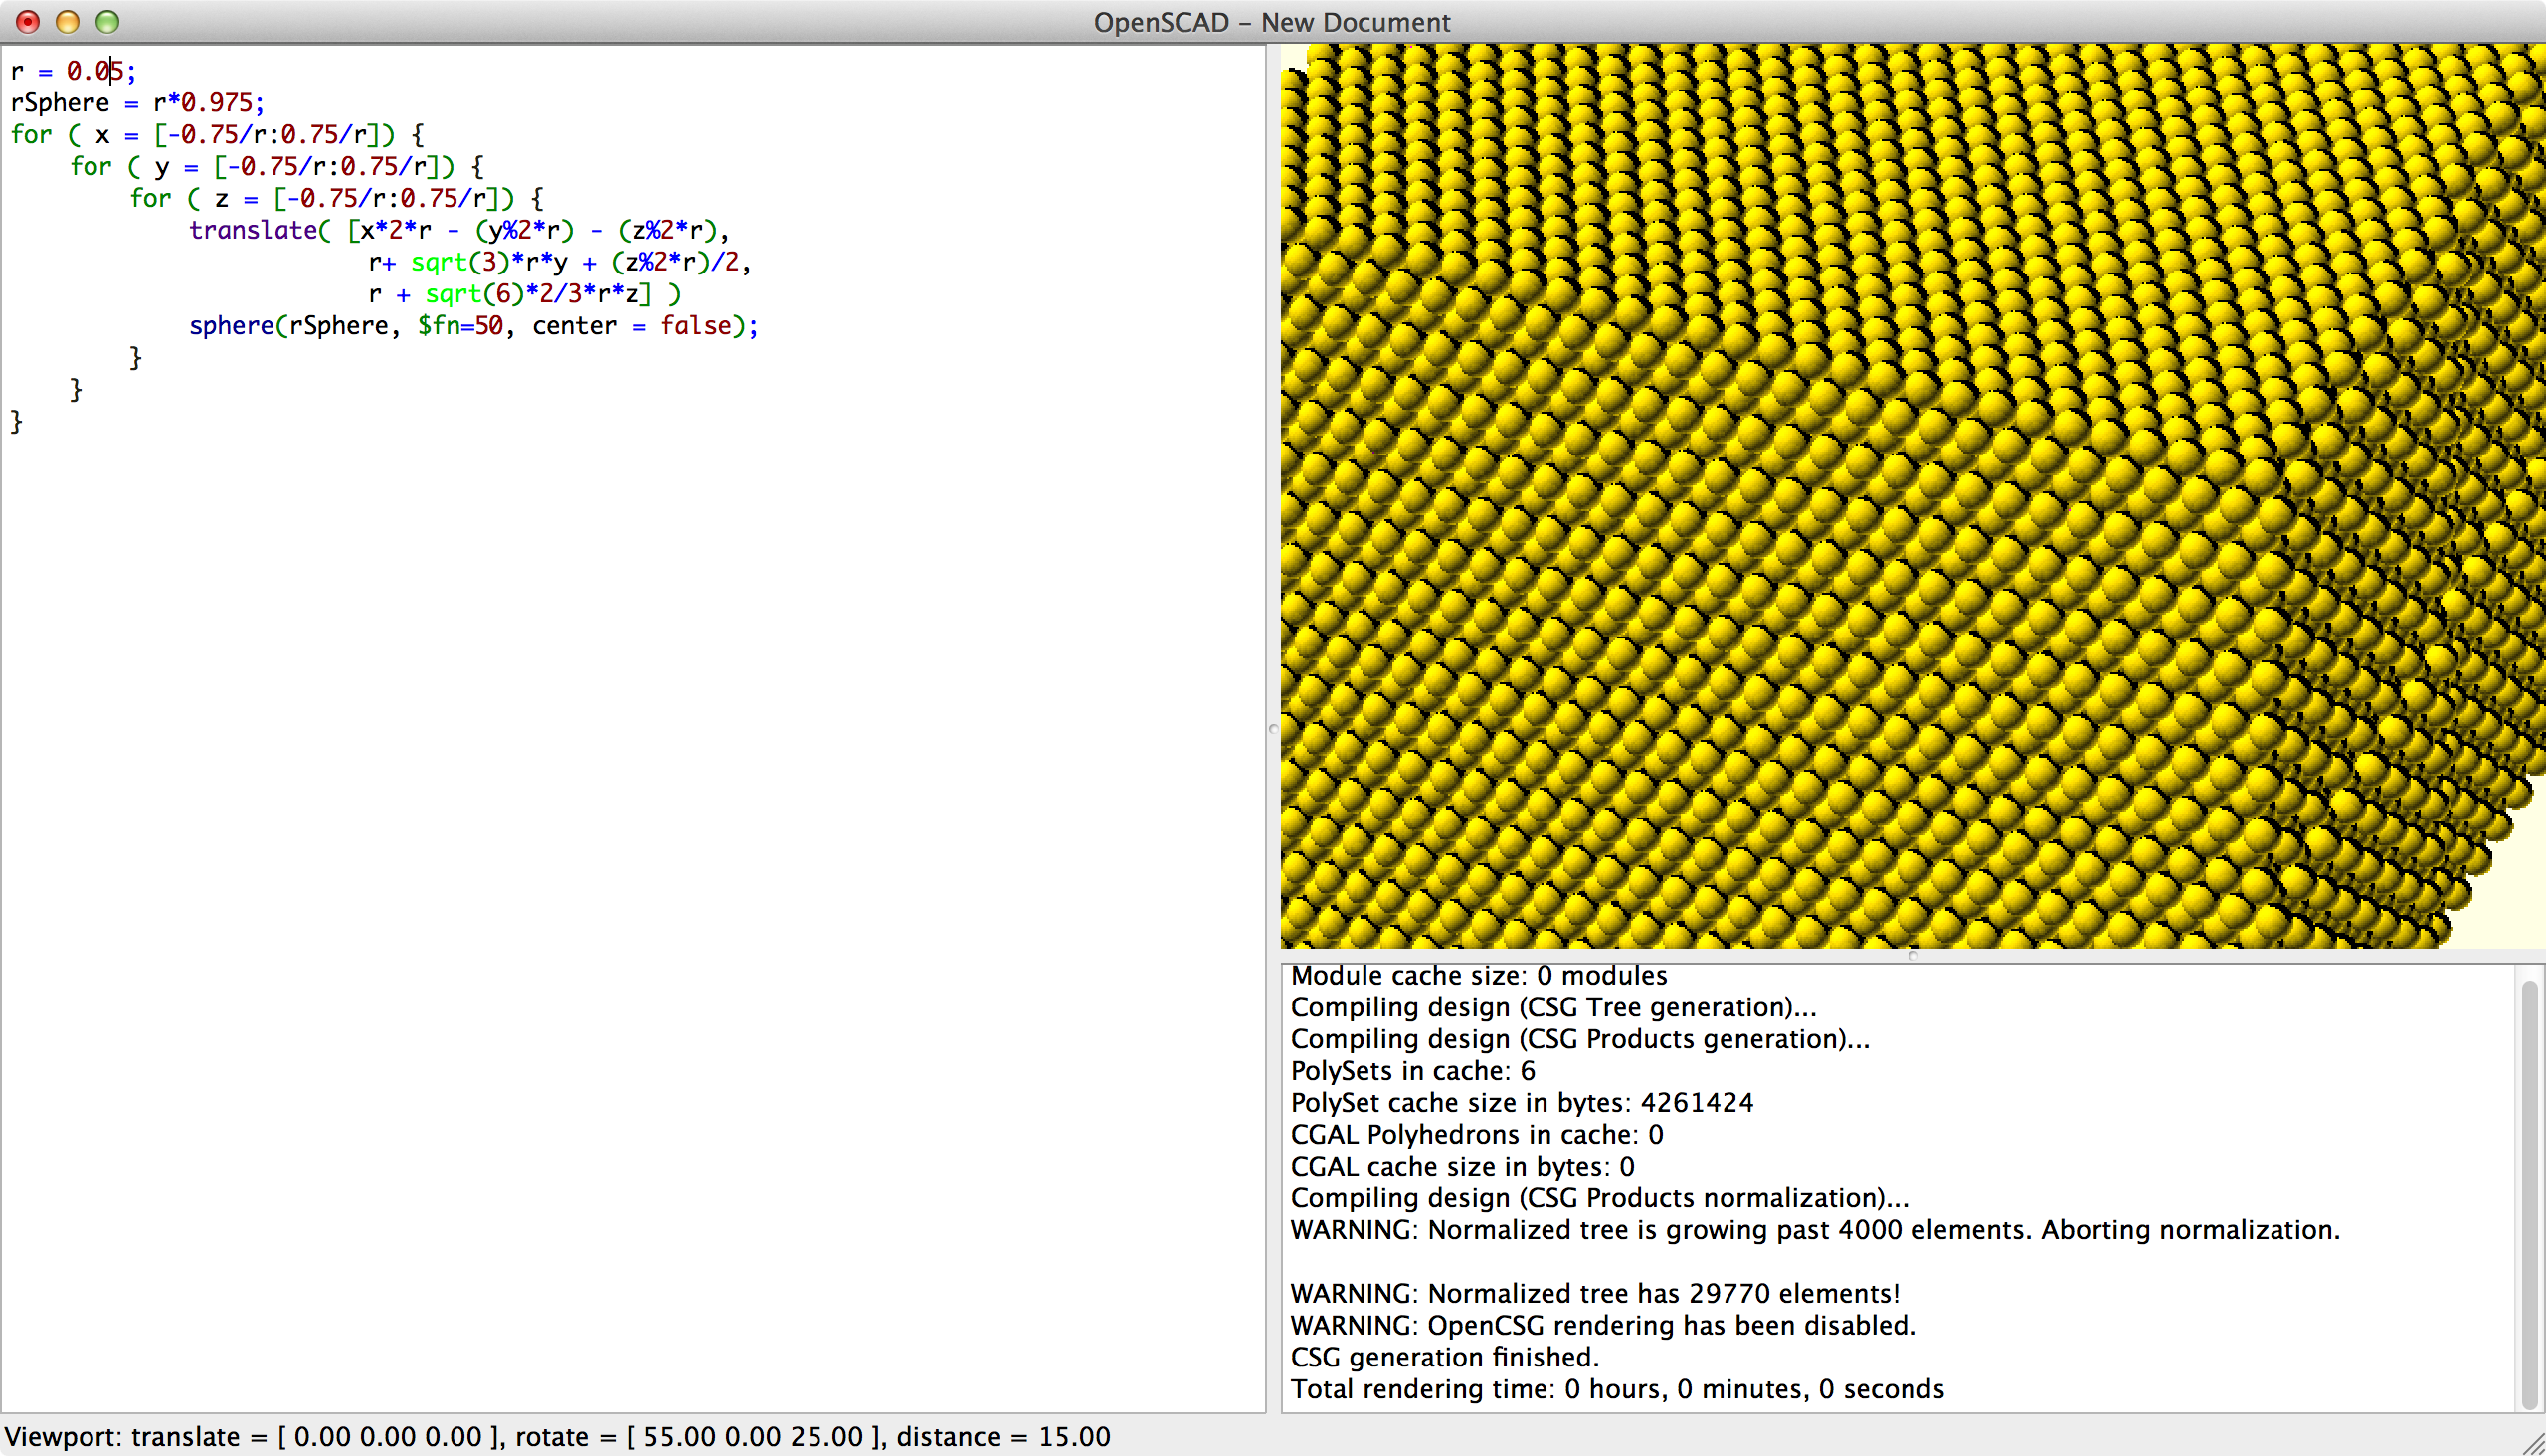 OpenSCAD – New Document
r = 0.05;
rSphere = r*0.975;
for ( x = [-0.75/r:0.75/r]) {
for ( y = [-0.75/r:0.75/r]) {
for ( z = [-0.75/r:0.75/r]) {
translate( [x*2*r - (y%2*r) - (z%2*r),
r+ sqrt(3)*r*y + (z%2*r)/2,
r + sqrt(6)*2/3*r*z] )
sphere(rSphere, $fn=50, center = false);
}
}
}
Module cache size: 0 modules
Compiling design (CSG Tree generation)...
Compiling design (CSG Products generation)...
PolySets in cache: 6
PolySet cache size in bytes: 4261424
CGAL Polyhedrons in cache: 0
CGAL cache size in bytes: 0
Compiling design (CSG Products normalization)...
WARNING: Normalized tree is growing past 4000 elements. Aborting normalization.
WARNING: Normalized tree has 29770 elements!
WARNING: OpenCSG rendering has been disabled.
CSG generation finished.
Total rendering time: 0 hours, 0 minutes, 0 seconds
Viewport: translate = [ 0.00 0.00 0.00 ], rotate = [ 55.00 0.00 25.00 ], distance = 15.00